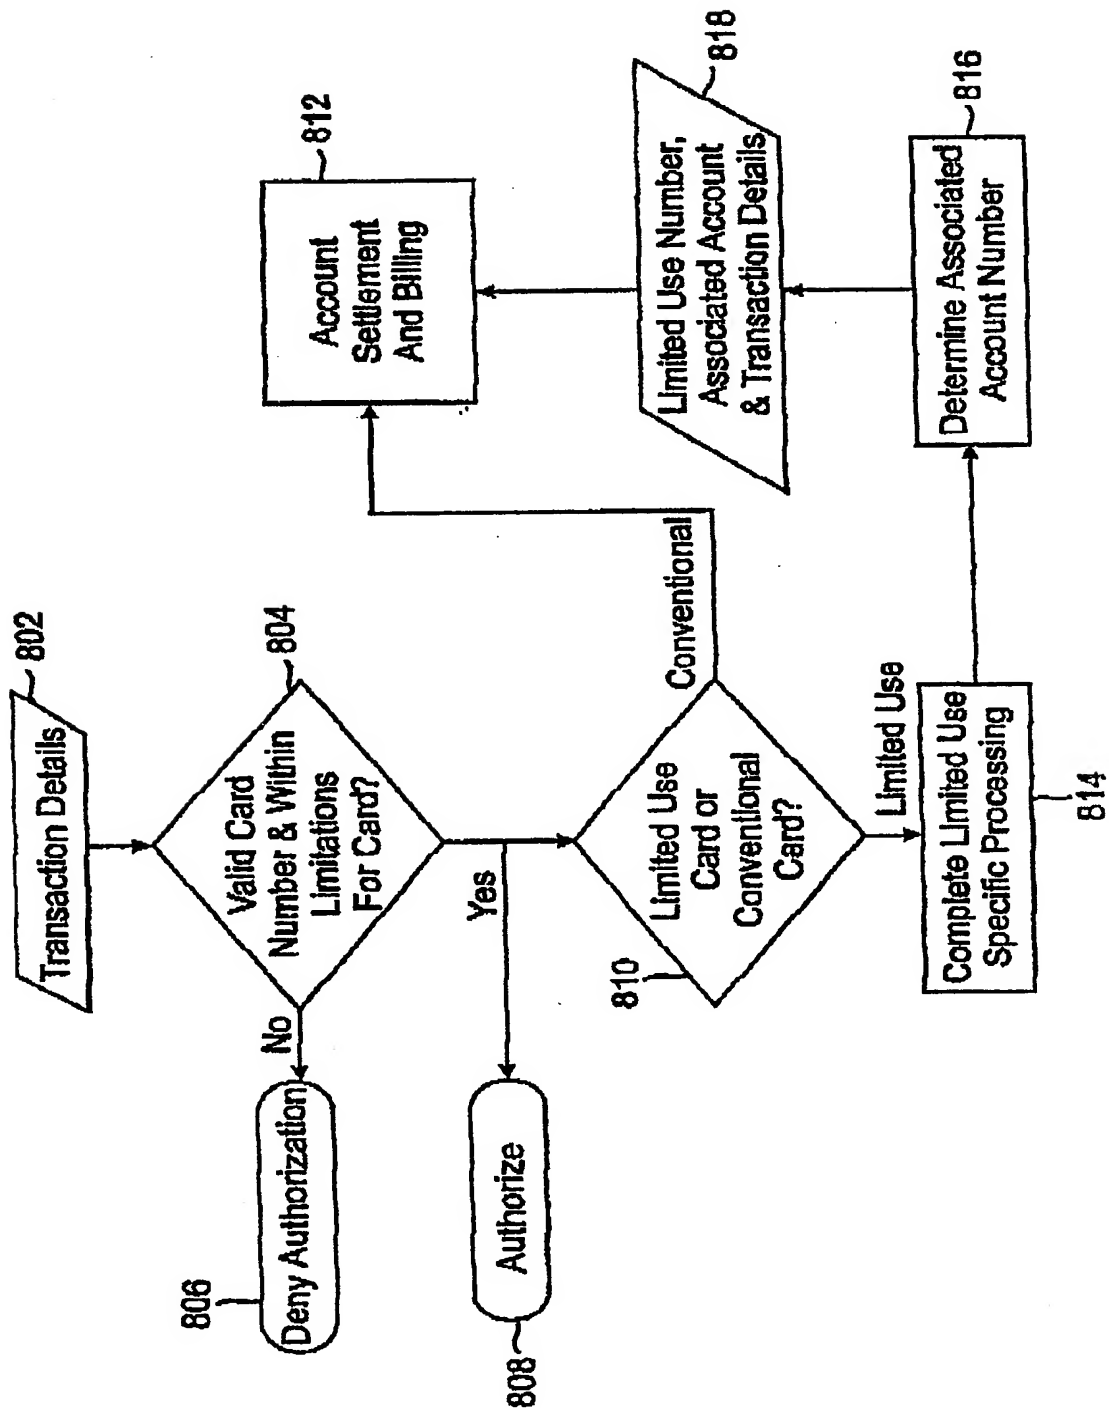 802
Transaction Details
804
Valid Card
Number & Within
Limitations
For Card?
No
806
Deny Authorization
Yes
808
Authorize
810
Limited Use
Card or
Conventional
Card?
Conventional
812
Account
Settlement
And Billing
Limited Use
Complete Limited Use
Specific Processing
814
816
Determine Associated
Account Number
818
Limited Use Number,
Associated Account
& Transaction Details